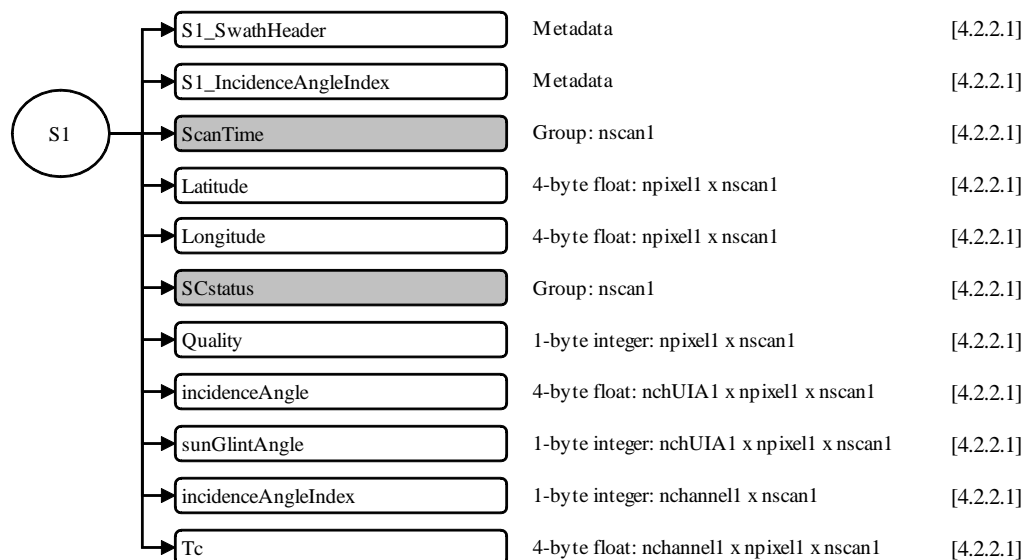 S1_SwathHeader Metadata [4.2.2.1]
S1_IncidenceAngleIndex Metadata [4.2.2.1]
S1 ScanTime Group: nscan1 [4.2.2.1]
Latitude 4-byte float: npixel1 x nscan1 [4.2.2.1]
Longitude 4-byte float: npixel1 x nscan1 [4.2.2.1]
SCstatus Group: nscan1 [4.2.2.1]
Quality 1-byte integer: npixel1 x nscan1 [4.2.2.1]
incidenceAngle 4-byte float: nchUIA1 x npixel1 x nscan1 [4.2.2.1]
sunGlintAngle 1-byte integer: nchUIA1 x npixel1 x nscan1 [4.2.2.1]
incidenceAngleIndex 1-byte integer: nchannel1 x nscan1 [4.2.2.1]
Tc 4-byte float: nchannel1 x npixel1 x nscan1 [4.2.2.1]